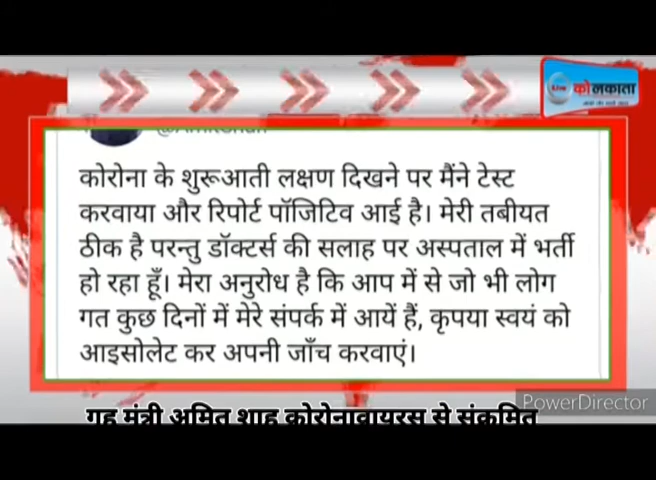 कोलकाता
कोरोना के शुरूआती लक्षण दिखने पर मैंने टेस्ट
करवाया और रिपोर्ट पॉजिटिव आई है। मेरी तबीयत
ठीक है परन्तु डॉक्टर्स की सलाह पर अस्पताल में भर्ती
हो रहा हूँ। मेरा अनुरोध है कि आप में से जो भी लोग
गत कुछ दिनों में मेरे संपर्क में आयें हैं, कृपया स्वयं को
आइसोलेट कर अपनी जाँच करवाएं।
PowerDirector
गृह मंत्री अमित शाह कोरोनावायरस से संक्रमित